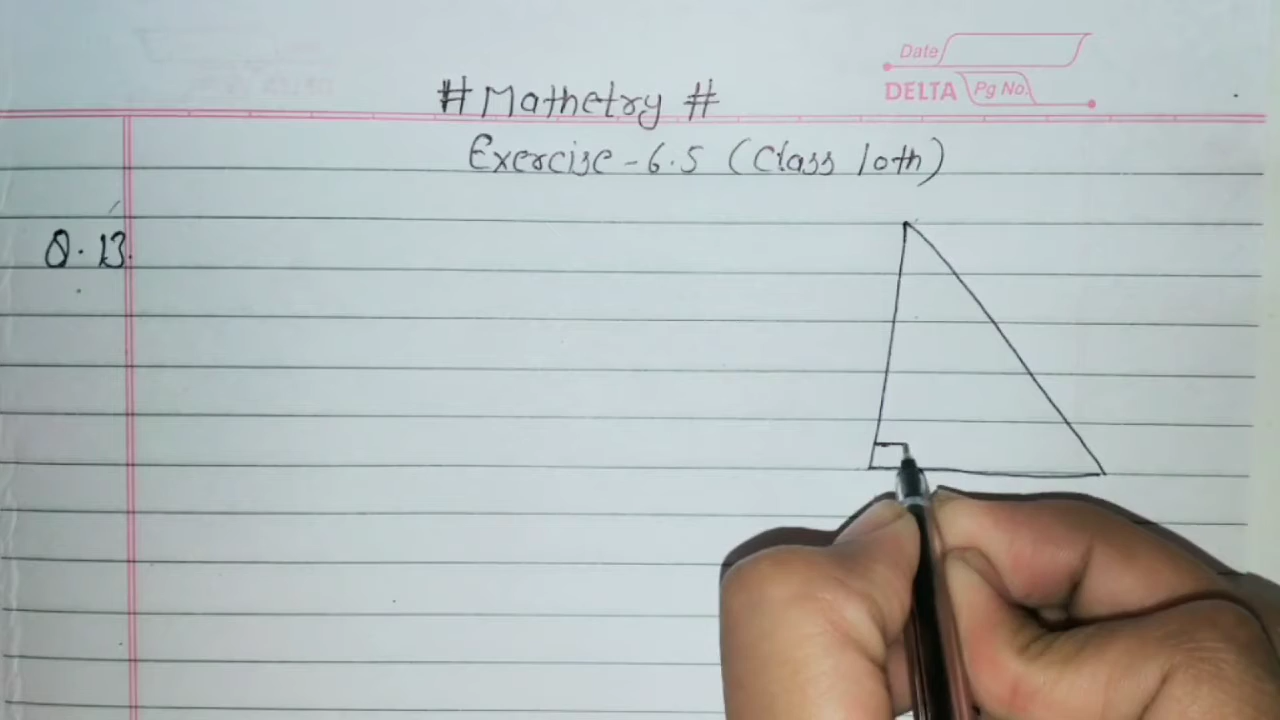 Date
DELTA Pg No.
# Mathetry #
Exercise - 6.5 (Class 10th)
Q. 13